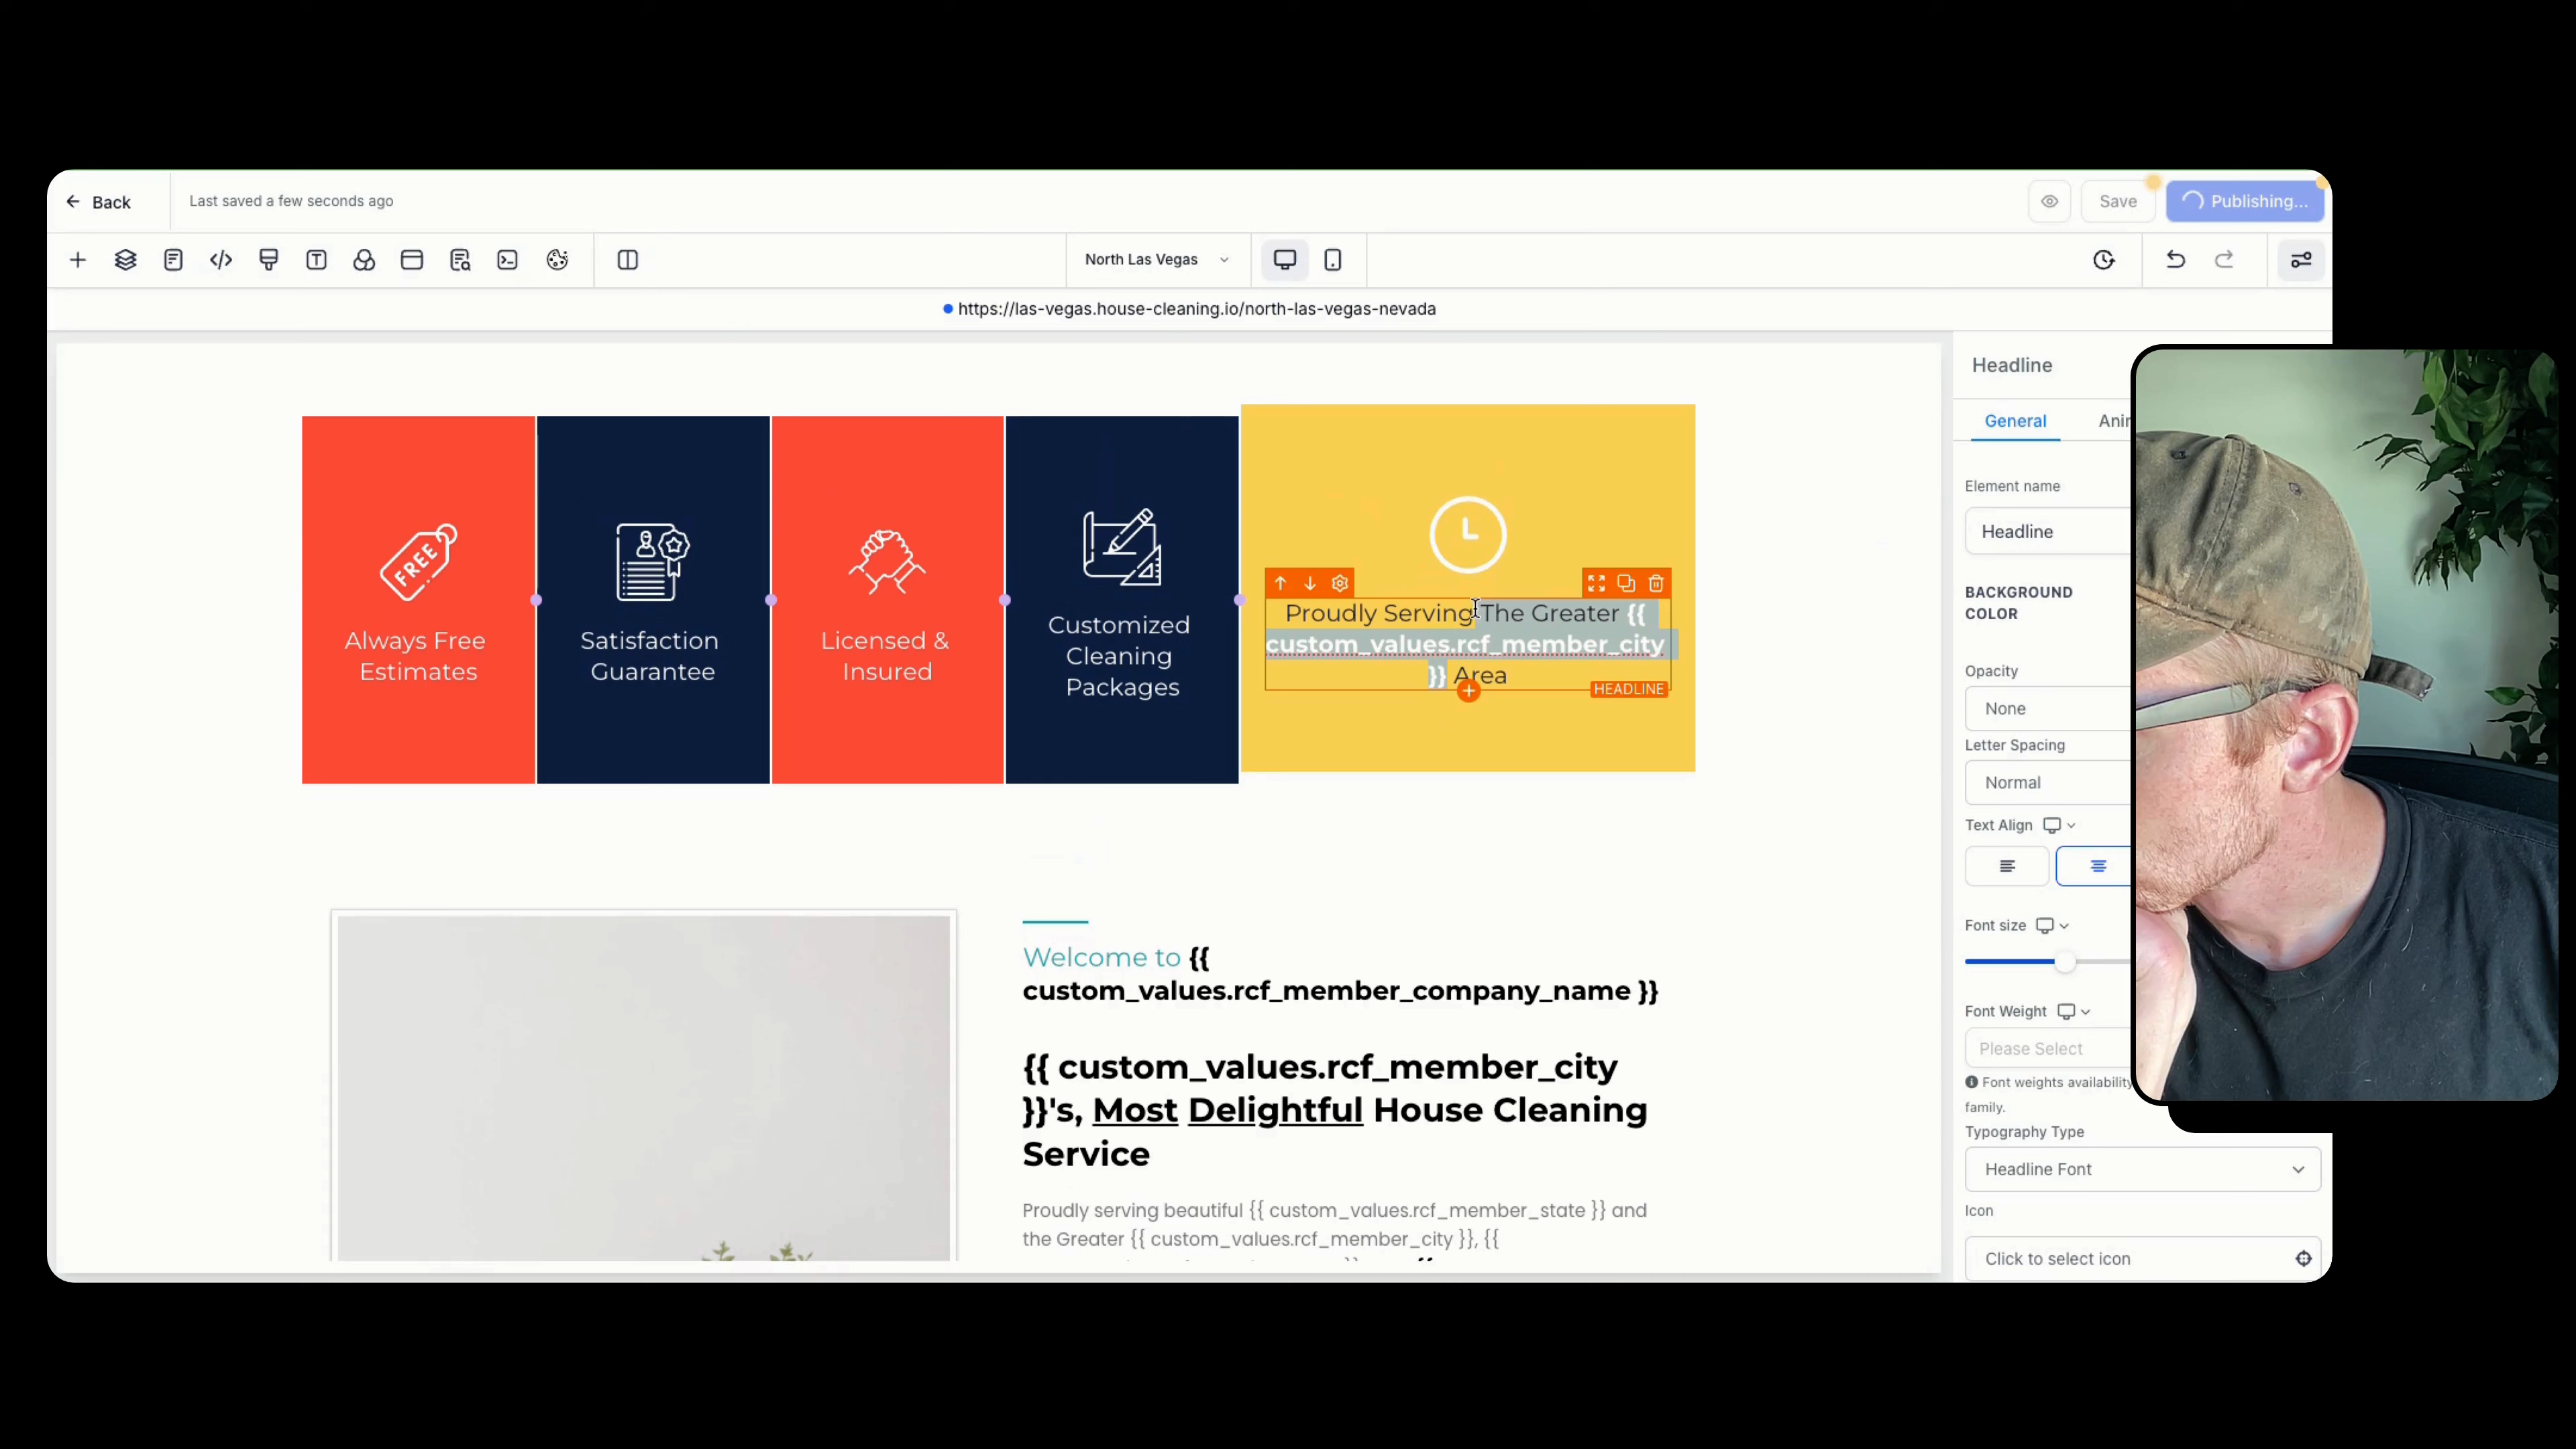 Back
Last saved a few seconds ago
Save
Publishing...
North Las Vegas
https://las-vegas.house-cleaning.io/north-las-vegas-nevada
FREE
Always Free
Estimates
Satisfaction
Guarantee
Licensed &
Insured
Customized
Cleaning
Packages
Proudly Serving The Greater {{
custom_values.rcf_member_city
}} Area
HEADLINE
Welcome to {{
custom_values.rcf_member_company_name }}
{{ custom_values.rcf_member_city
}}'s, Most Delightful House Cleaning
Service
Proudly serving beautiful {{ custom_values.rcf_member_state }} and
the Greater {{ custom_values.rcf_member_city }}, {{
Headline
General
Element name
Headline
BACKGROUND
COLOR
Opacity
None
Letter Spacing
Normal
Text Align
Font size
Font Weight
Please Select
Font weights availability
family.
Typography Type
Headline Font
Icon
Click to select icon